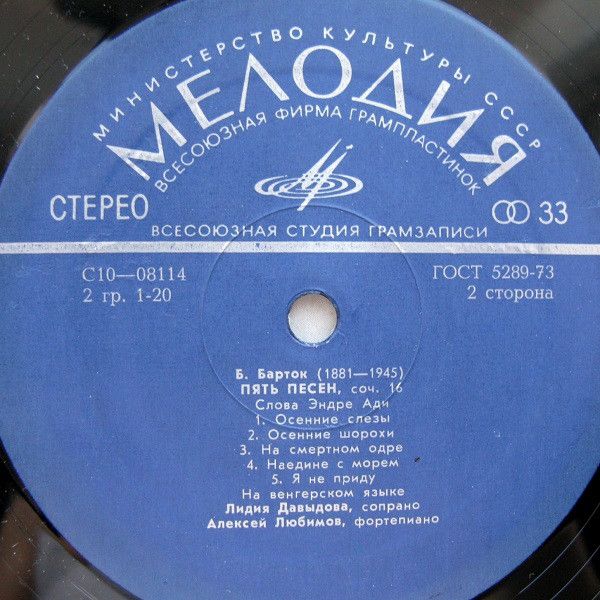 МИНИСТЕРСТВО КУЛЬТУРЫ СССР
МЕЛОДИЯ
ВСЕСОЮЗНАЯ ФИРМА ГРАМПЛАСТИНОК
СТЕРЕО
33
ВСЕСОЮЗНАЯ СТУДИЯ ГРАМЗАПИСИ
С10—08114
ГОСТ 5289-73
2 гр. 1-20
2 сторона
Б. Барток (1881—1945)
ПЯТЬ ПЕСЕН, соч. 16
Слова Эндре Ади
1. Осенние слезы
2. Осенние шорохи
3. На смертном одре
4. Наедине с морем
5. Я не приду
На венгерском языке
Лидия Давыдова, сопрано
Алексей Любимов, фортепиано